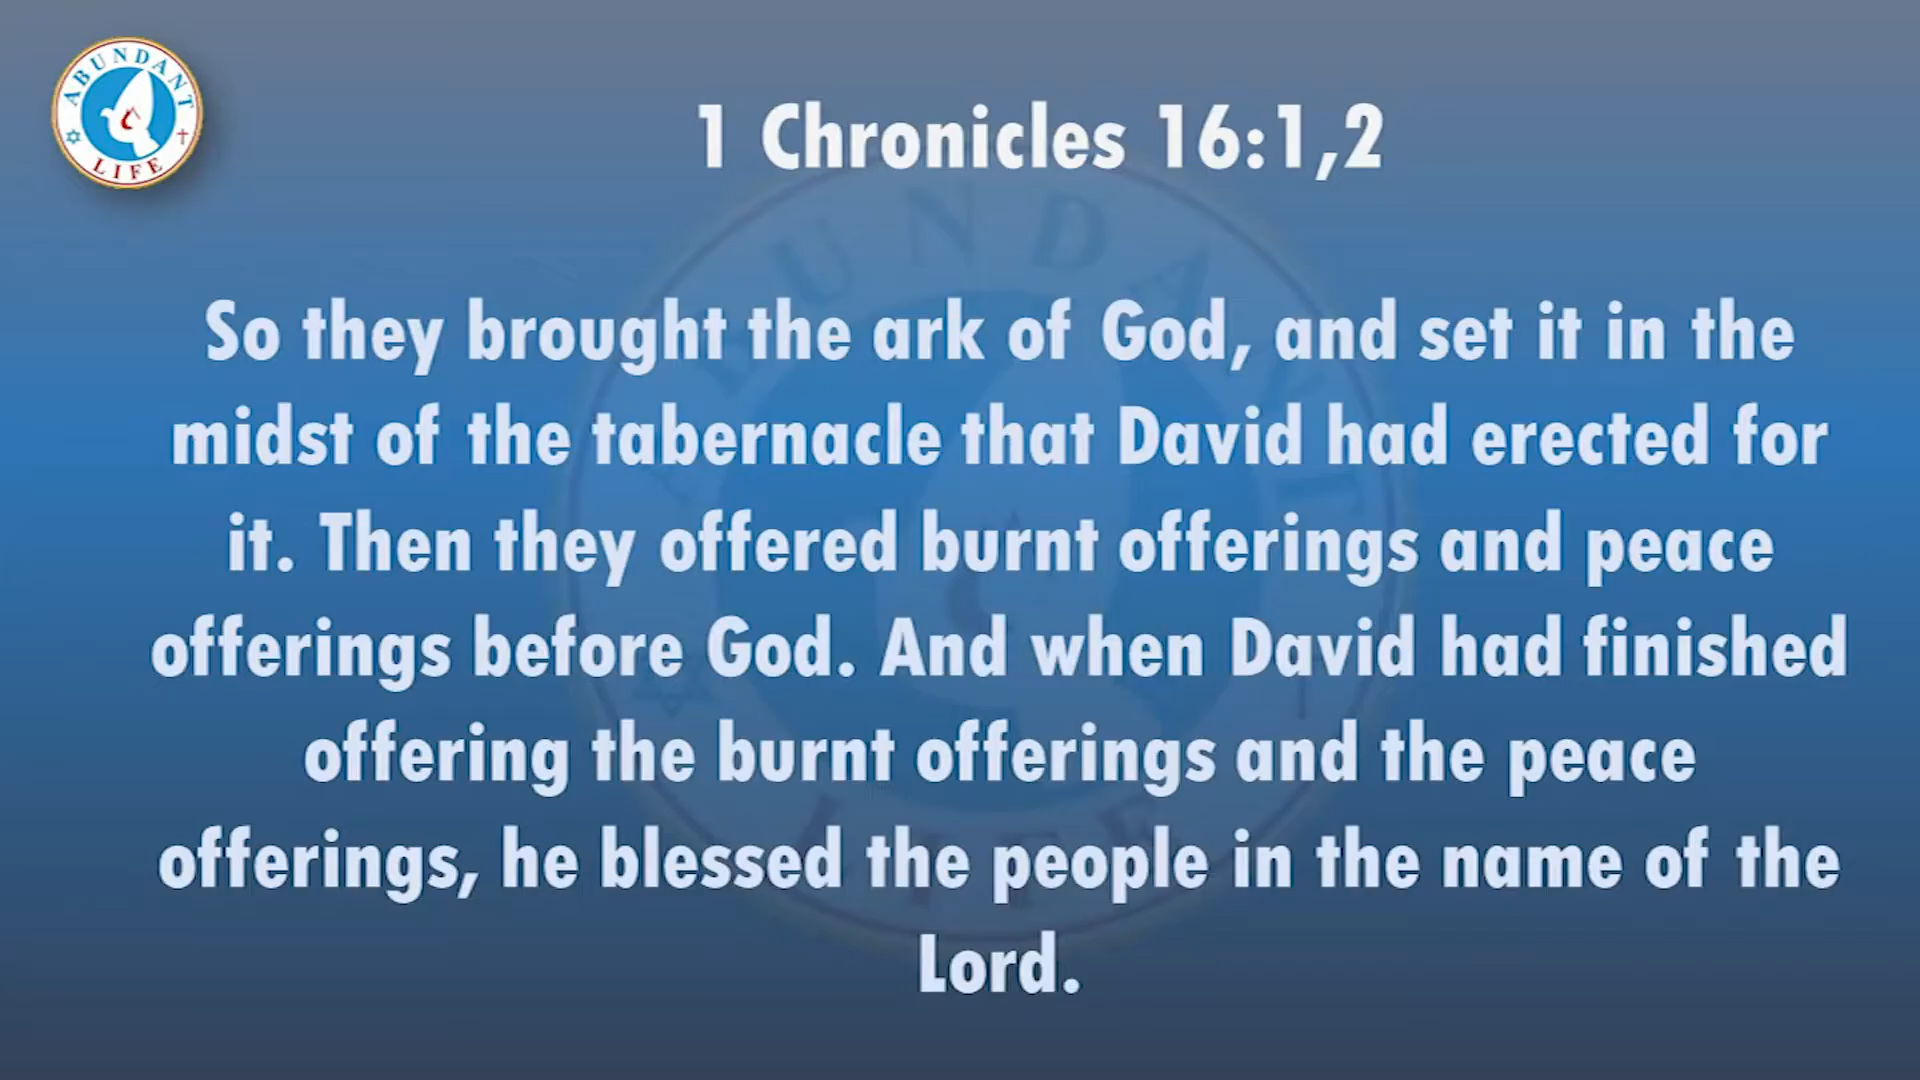 ABUNDANT
LIFE
1 Chronicles 16:1,2
So they brought the ark of God, and set it in the
midst of the tabernacle that David had erected for
it. Then they offered burnt offerings and peace
offerings before God. And when David had finished
offering the burnt offerings and the peace
offerings, he blessed the people in the name of the
Lord.
ABUNDANT
LIFE